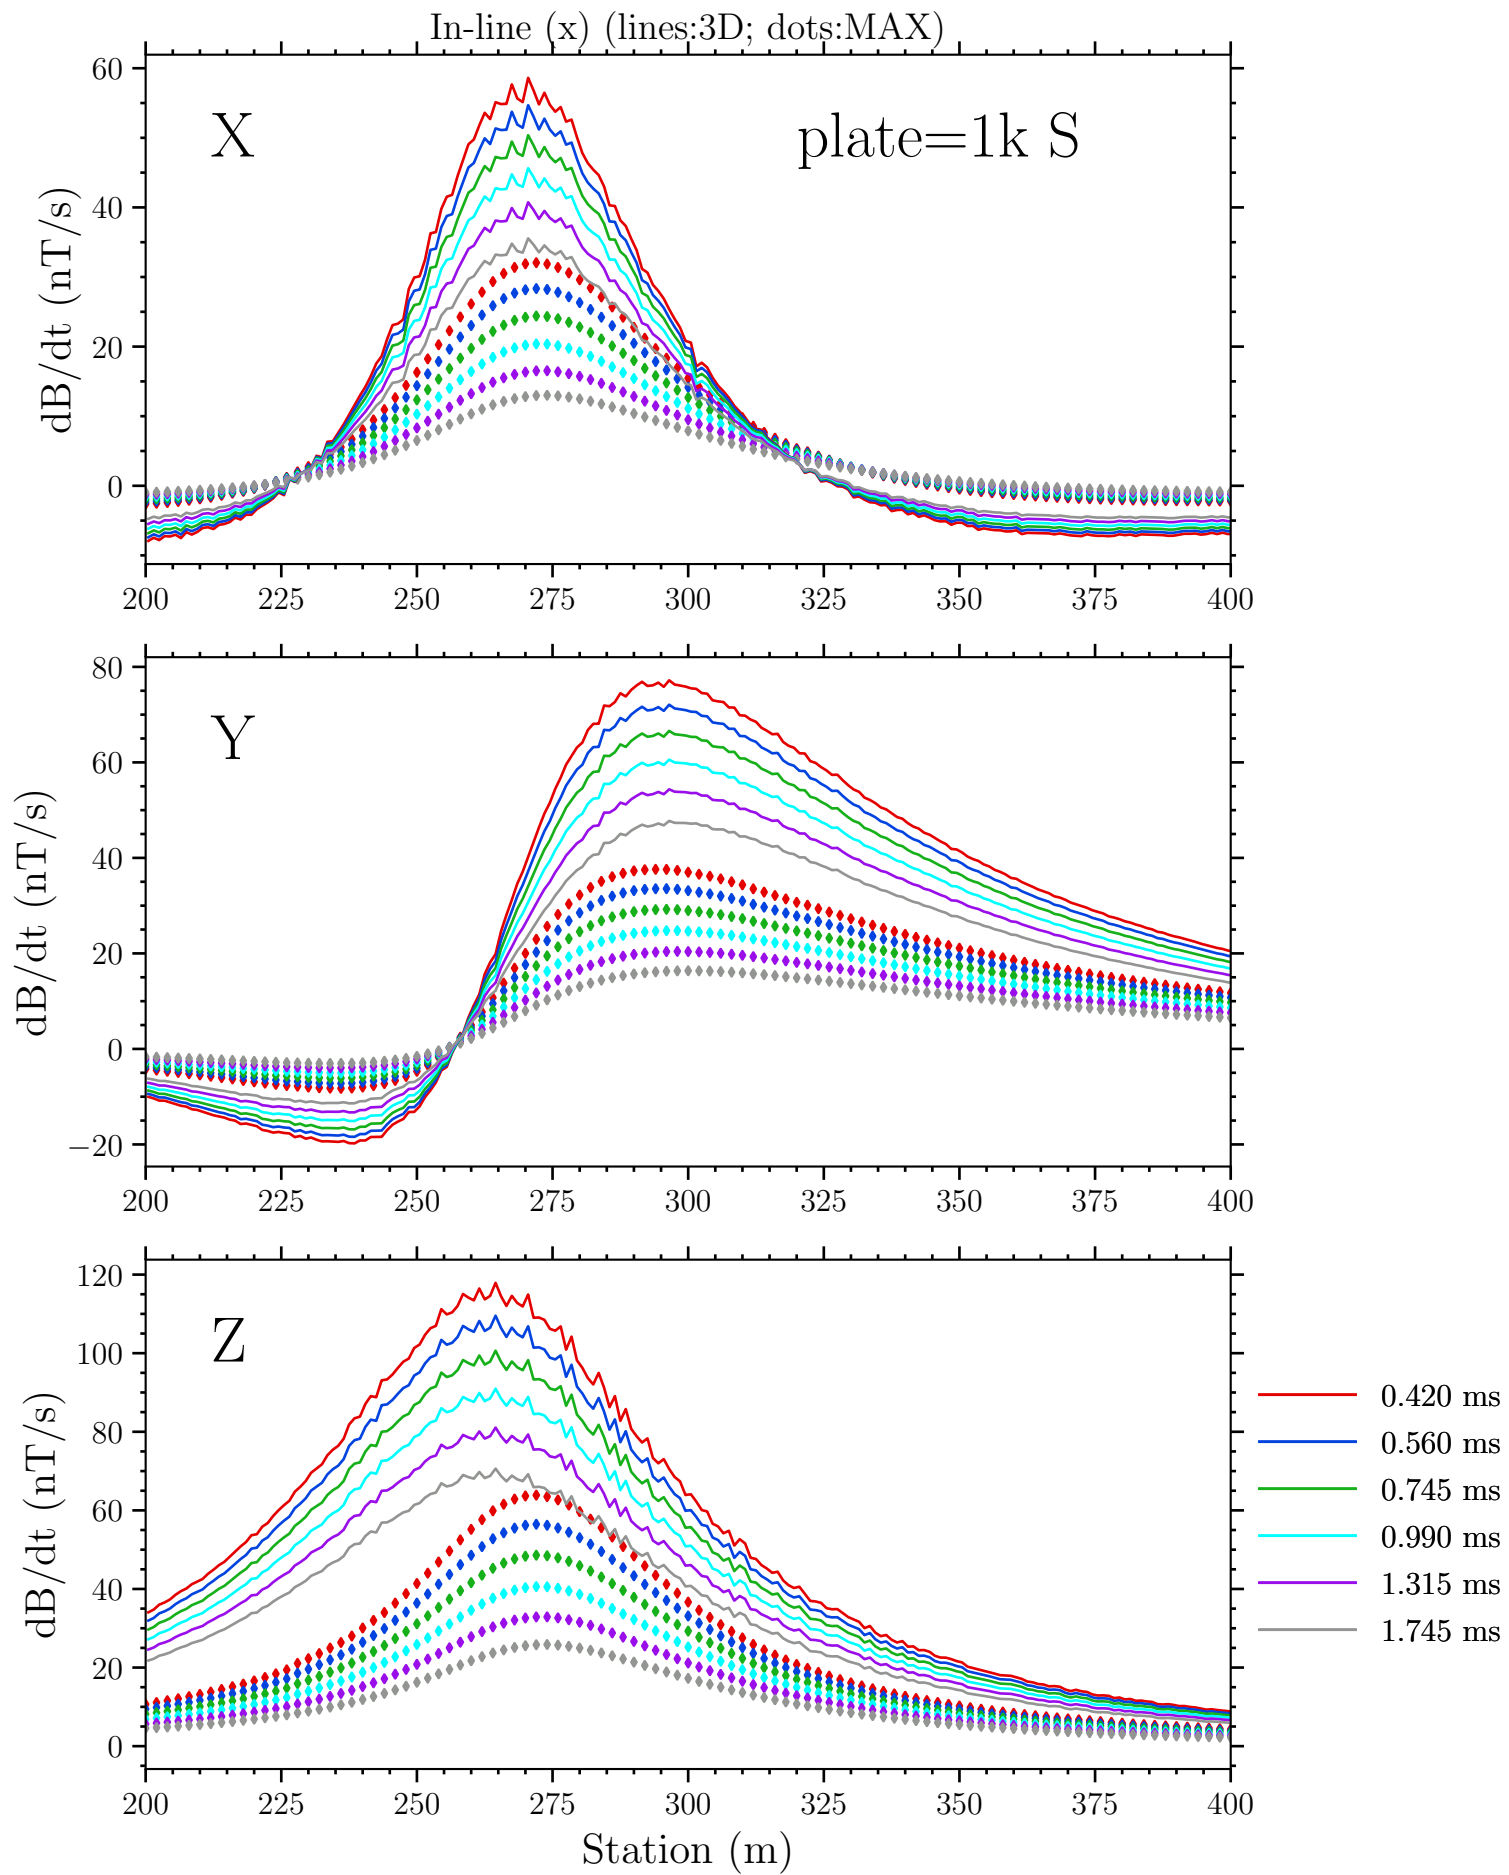 In-line (x) (lines:3D; dots:MAX)
X
plate=1k S
dB/dt (nT/s)
60
40
20
0
200 225 250 275 300 325 350 375 400
Y
dB/dt (nT/s)
80
60
40
20
0
−20
200 225 250 275 300 325 350 375 400
Z
dB/dt (nT/s)
120
100
80
60
40
20
0
200 225 250 275 300 325 350 375 400
Station (m)
0.420 ms
0.560 ms
0.745 ms
0.990 ms
1.315 ms
1.745 ms